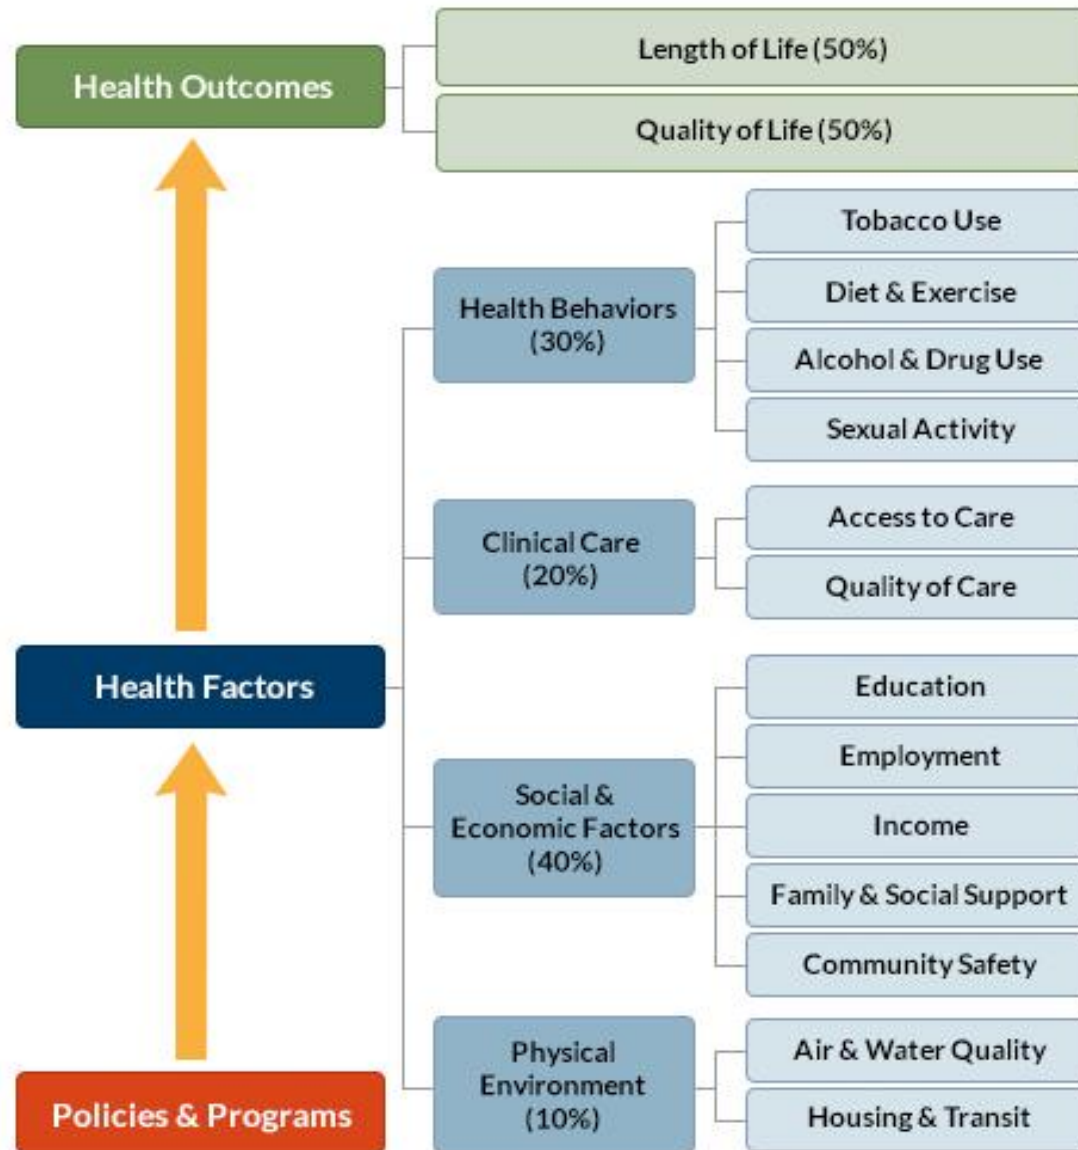 Health Outcomes
Length of Life (50%)
Quality of Life (50%)
Health Factors
Health Behaviors
(30%)
Tobacco Use
Diet & Exercise
Alcohol & Drug Use
Sexual Activity
Clinical Care
(20%)
Access to Care
Quality of Care
Social &
Economic Factors
(40%)
Education
Employment
Income
Family & Social Support
Community Safety
Physical
Environment
(10%)
Air & Water Quality
Housing & Transit
Policies & Programs